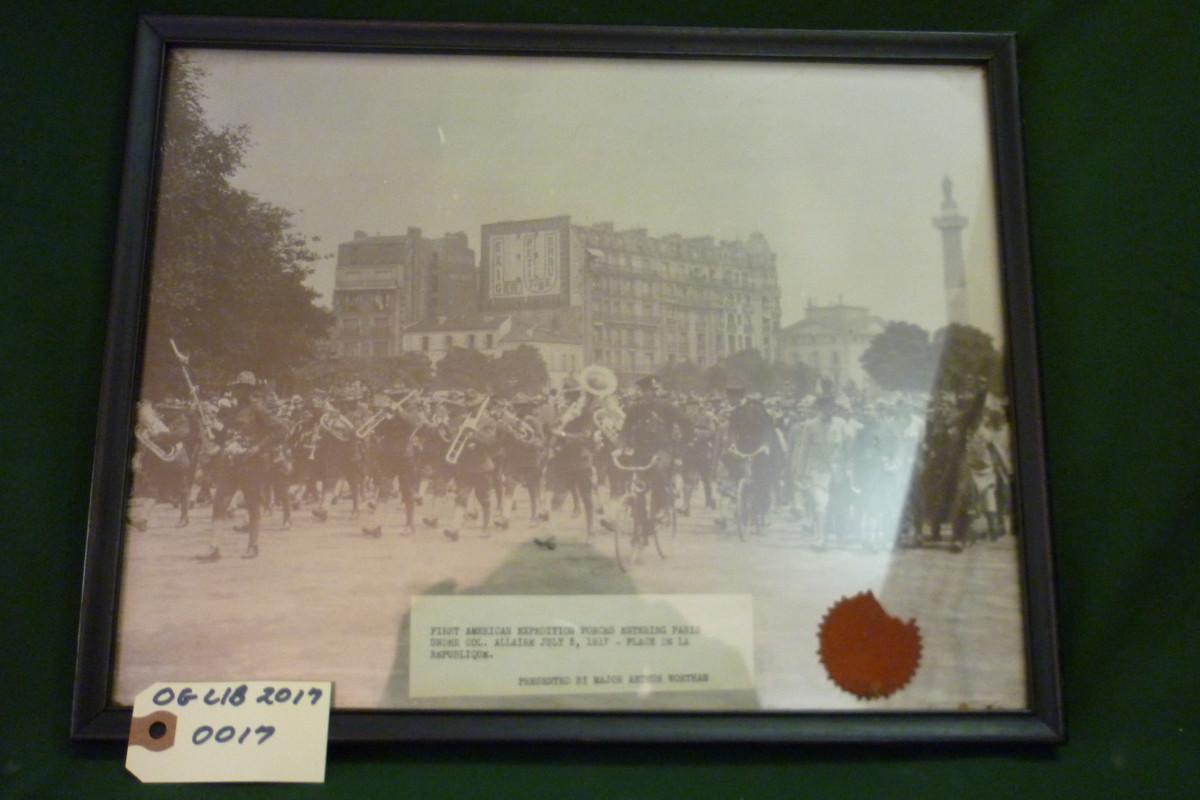 FIRST AMERICAN EXPEDITION FORCES ENTERING PARIS
UNDER COL. ALLAIRE JULY 5, 1917 - PLACE DE LA
REPUBLIQUE.
PRESENTED BY MAJOR ARTHUR WORTHAM
OG LIB 2017
0017